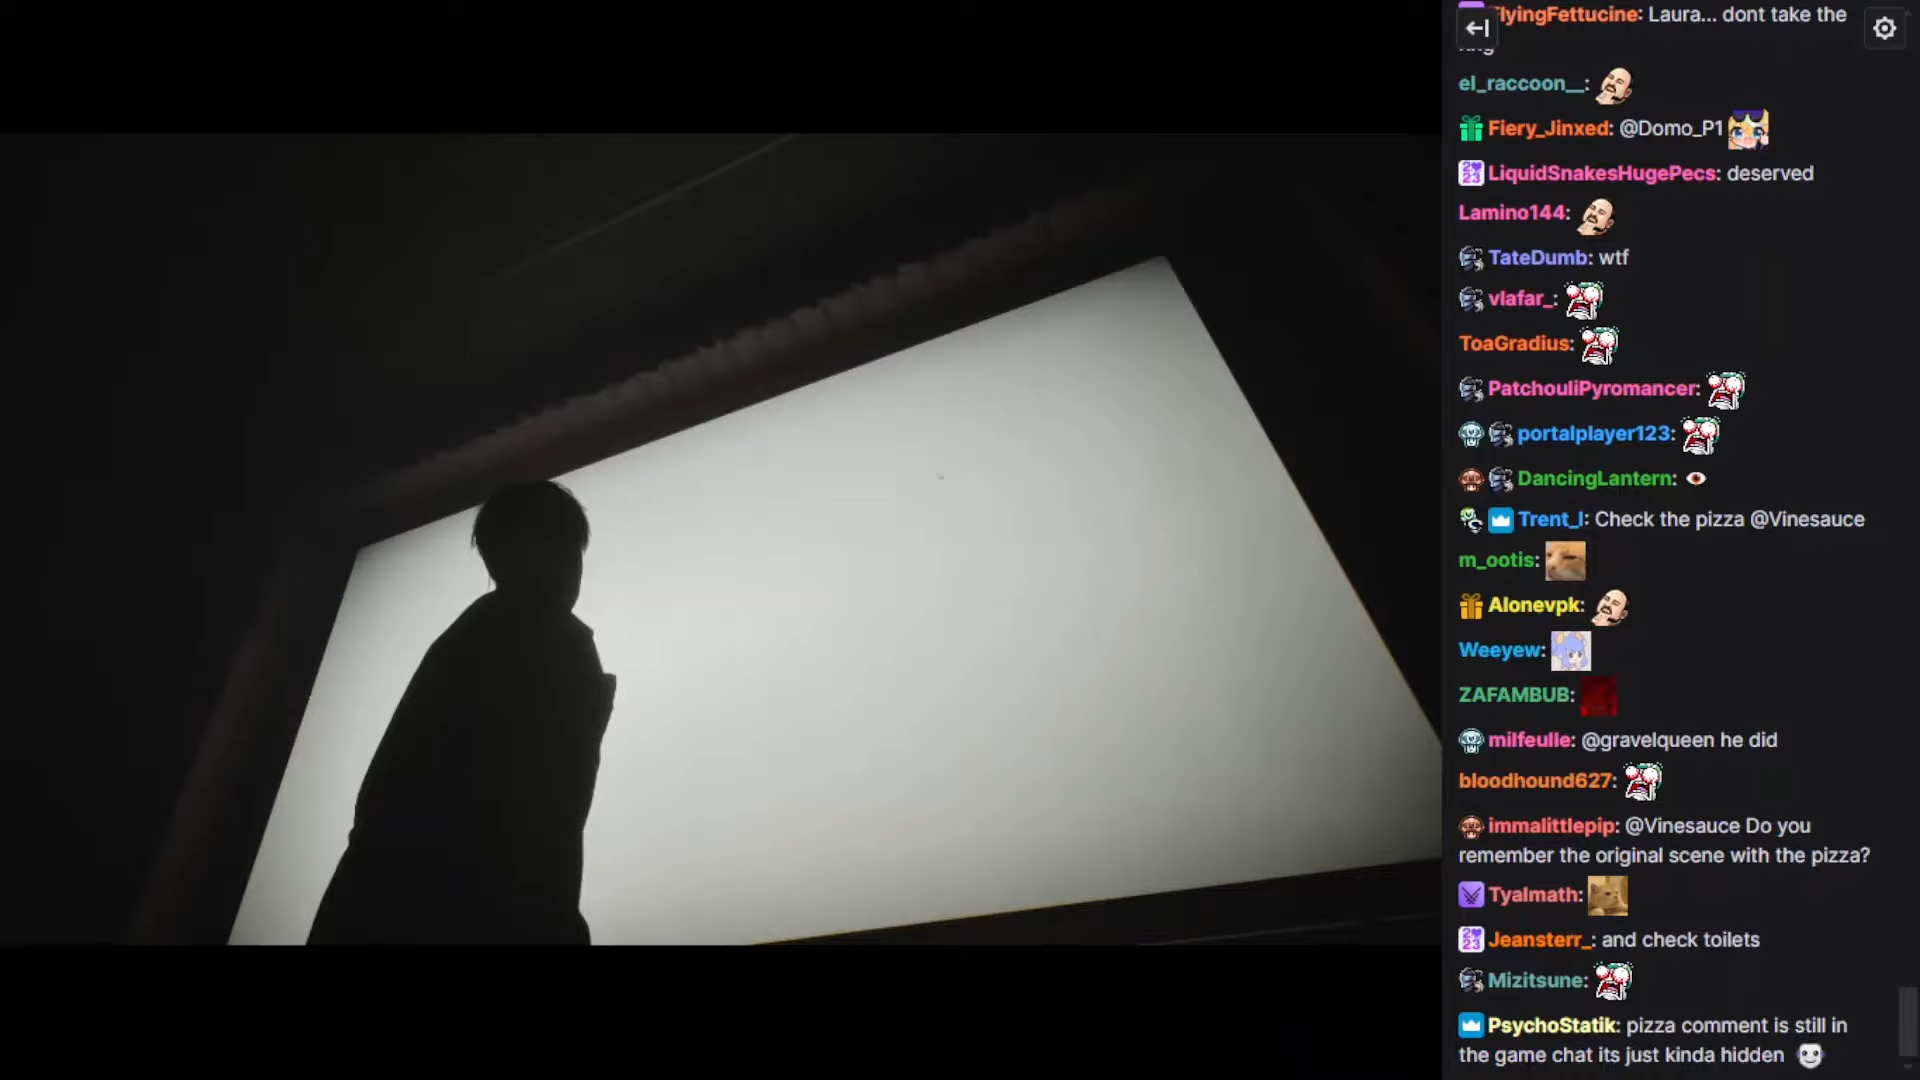 FlyingFettucine: Laura... dont take the
el_raccoon__:
Fiery_Jinxed: @Domo_P1
LiquidSnakesHugePecs: deserved
Lamino144:
TateDumb: wtf
vlafar_:
ToaGradius:
PatchouliPyromancer:
portalplayer123:
DancingLantern:
Trent_I: Check the pizza @Vinesauce
m_ootis:
Alonevpk:
Weeyew:
ZAFAMBUB:
milfeulle: @gravelqueen he did
bloodhound627:
immalittlepip: @Vinesauce Do you
remember the original scene with the pizza?
Tyalmath:
Jeansterr_: and check toilets
Mizitsune:
PsychoStatik: pizza comment is still in
the game chat its just kinda hidden